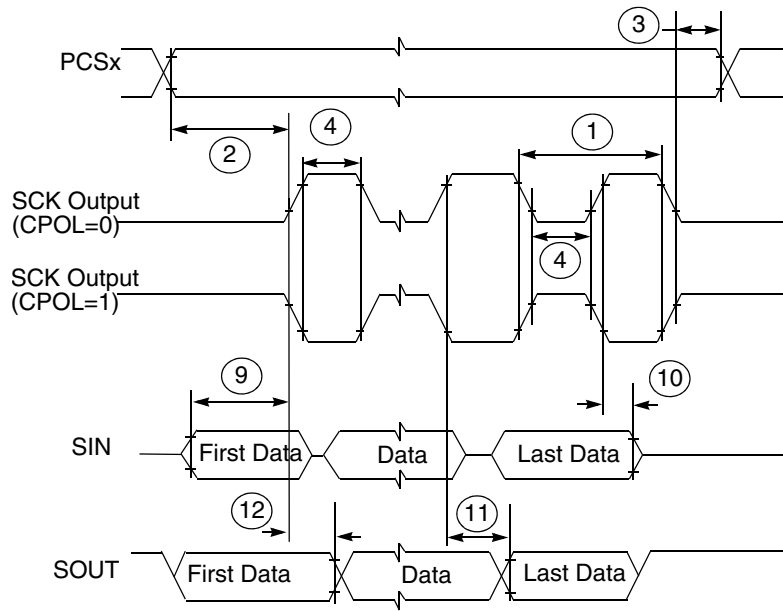 3
PCSx
2
4
1
SCK Output
(CPOL=0)
4
SCK Output
(CPOL=1)
9
10
SIN
First Data
Data
Last Data
12
11
SOUT
First Data
Data
Last Data